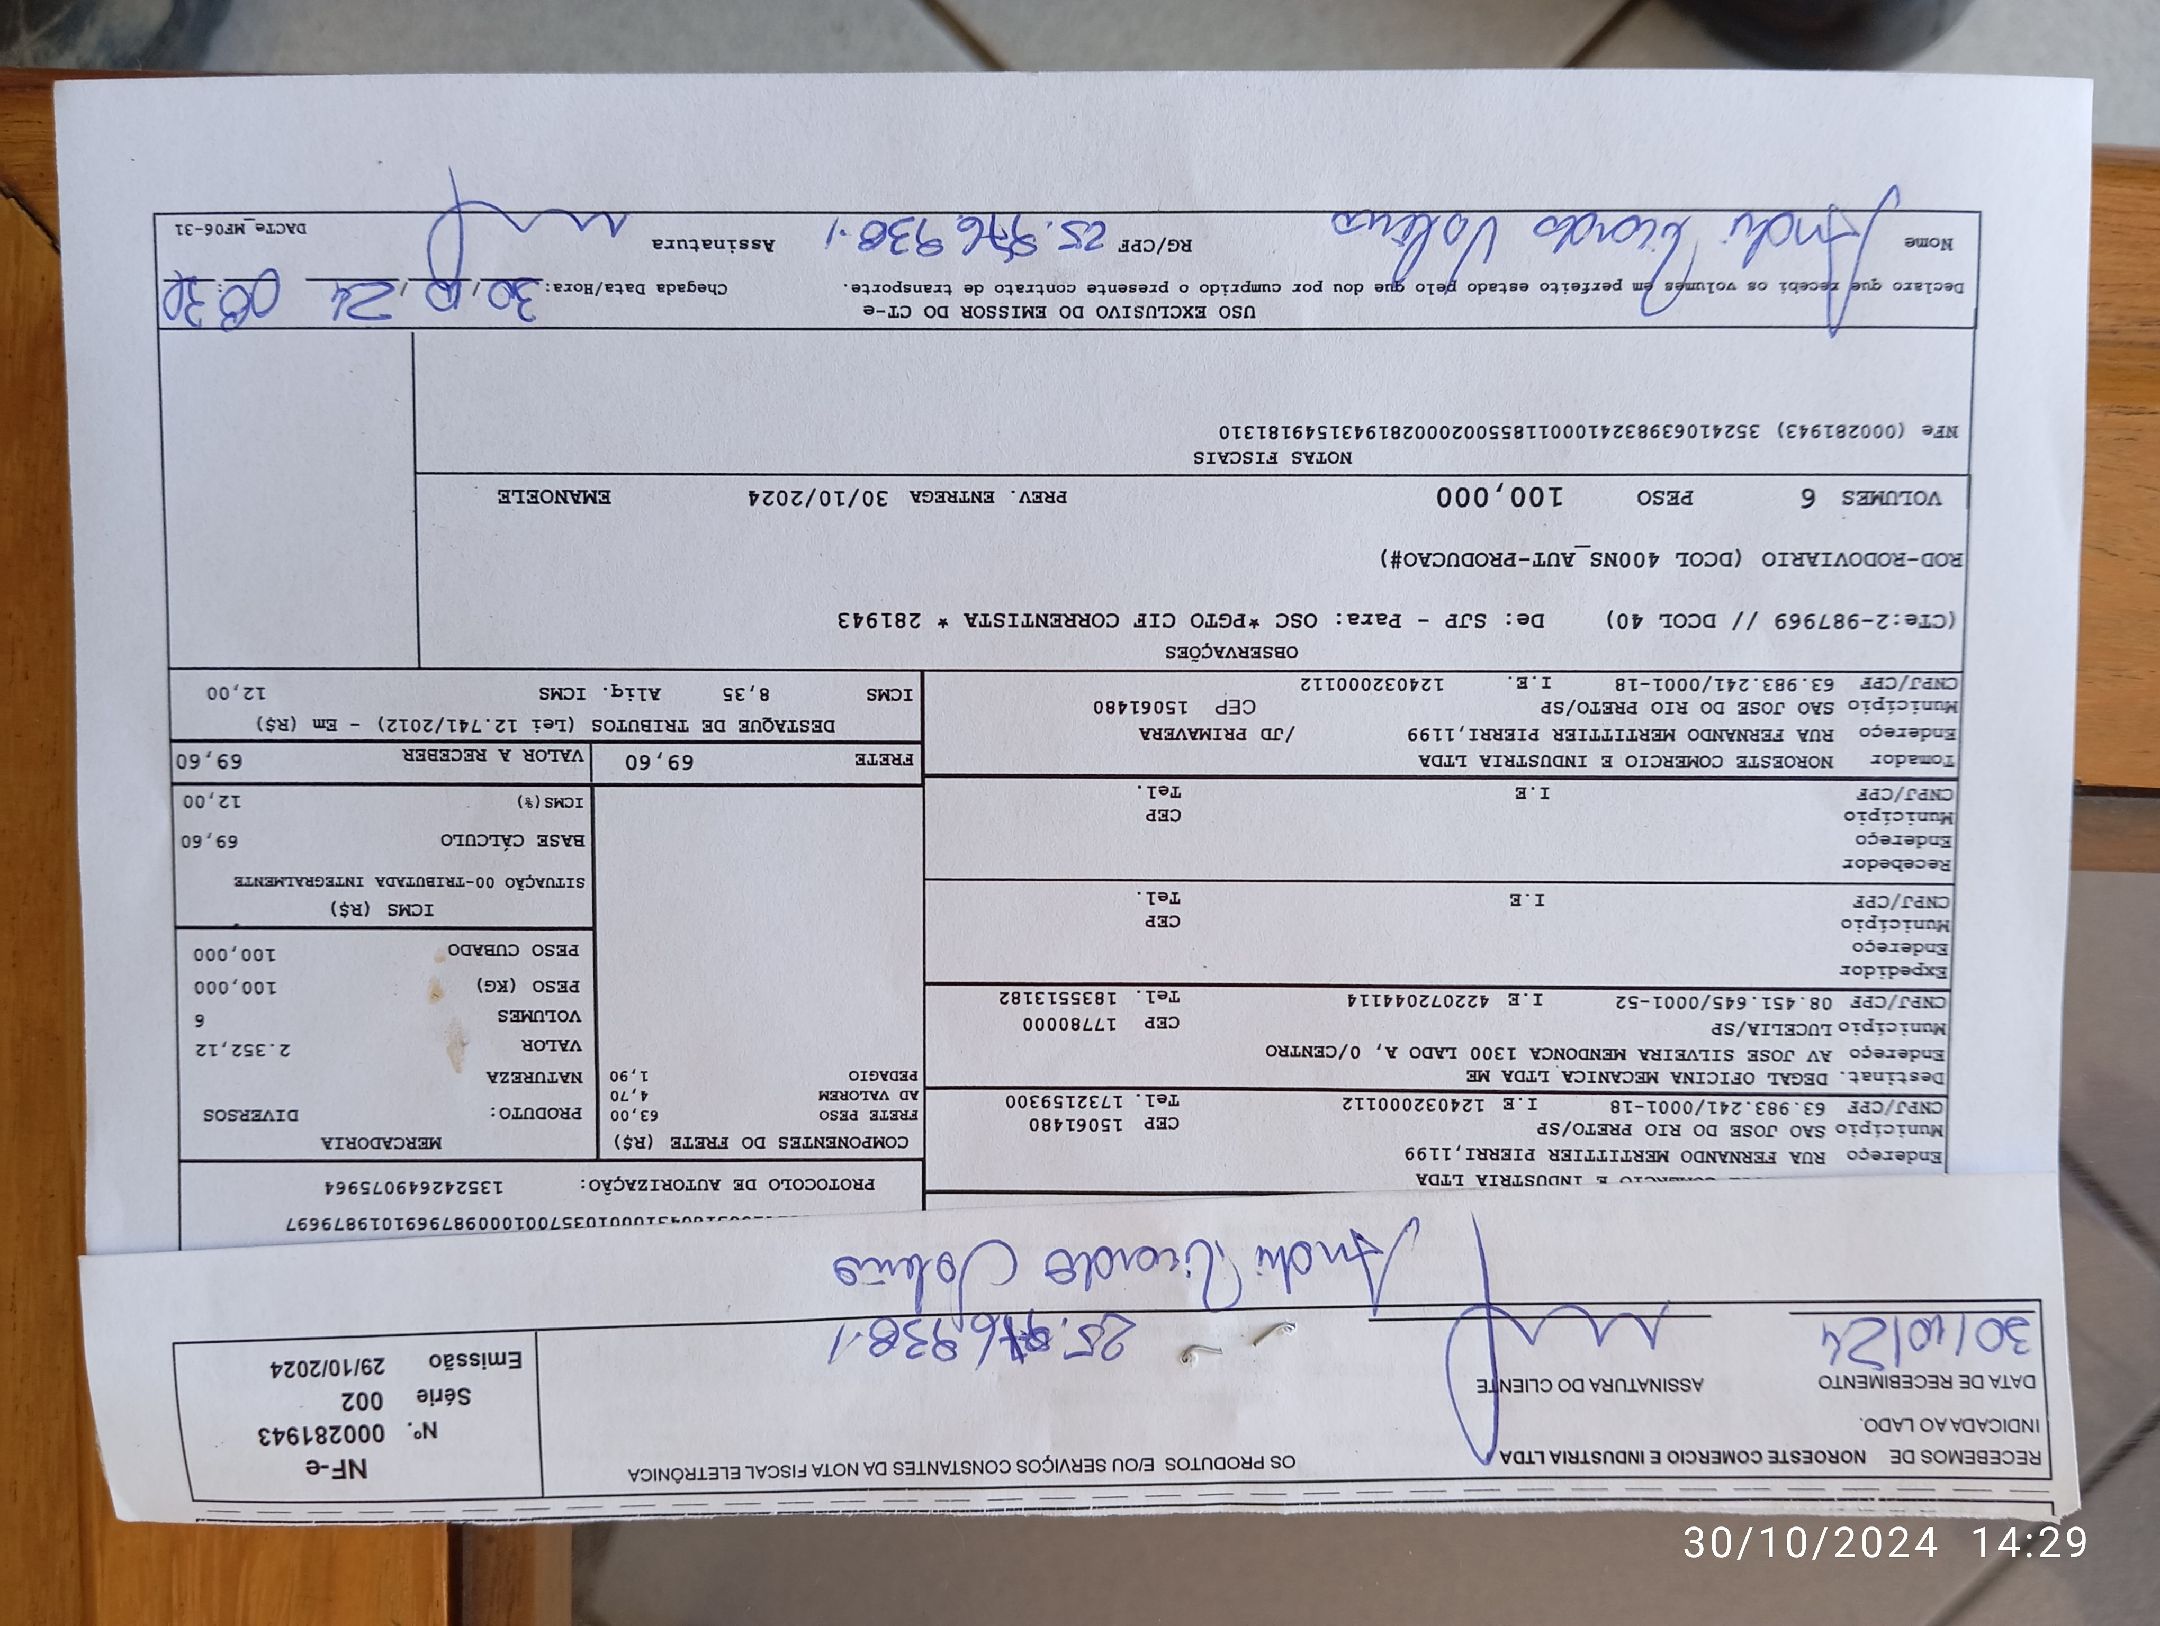 RECEBEMOS DE NOROESTE COMERCIO E INDUSTRIA LTDA OS PRODUTOS E/OU SERVIÇOS CONSTANTES DA NOTA FISCAL ELETRÔNICA
INDICADA AO LADO.
DATA DE RECEBIMENTO ASSINATURA DO CLIENTE
30/10/24 25.976.938-1
NF-e
Nº. 000281943
Série 002
Emissão 29/10/2024
PROTOCOLO DE AUTORIZAÇÃO: 135242649075964
E INDUSTRIA LTDA
Endereço RUA FERNANDO MERTITTIER PIERRI,1199
Município SAO JOSE DO RIO PRETO/SP CEP 15061480
CNPJ/CPF 63.983.241/0001-18 I.E 124032000112 Tel. 1732159300
Destinat. DEGAL OFICINA MECANICA LTDA ME
Endereço AV JOSE SILVEIRA MENDONCA 1300 LADO A, 0/CENTRO
Município LUCELIA/SP CEP 17780000
CNPJ/CPF 08.451.645/0001-52 I.E 422072044114 Tel. 1835513182
Expedidor
Endereço
Município CEP
CNPJ/CPF I.E Tel.
Recebedor
Endereço
Município CEP
CNPJ/CPF I.E Tel.
Tomador NOROESTE COMERCIO E INDUSTRIA LTDA
Endereço RUA FERNANDO MERTITTIER PIERRI,1199 /JD PRIMAVERA
Município SAO JOSE DO RIO PRETO/SP CEP 15061480
CNPJ/CPF 63.983.241/0001-18 I.E. 124032000112
COMPONENTES DO FRETE (R$)
FRETE PESO 63,00
AD VALOREM 4,70
PEDAGIO 1,90
MERCADORIA
PRODUTO: DIVERSOS
NATUREZA
VALOR 2.352,12
VOLUMES 6
PESO (KG) 100,000
PESO CUBADO 100,000
ICMS (R$)
SITUAÇÃO 00-TRIBUTADA INTEGRALMENTE
BASE CÁLCULO 69,60
ICMS(%) 12,00
FRETE 69,60 VALOR A RECEBER 69,60
DESTAQUE DE TRIBUTOS (Lei 12.741/2012) - Em (R$)
ICMS 8,35 Aliq. ICMS 12,00
OBSERVAÇÕES
(CTe:2-987969 // DCOL 40) De: SJP - Para: OSC *PGTO CIF CORRENTISTA * 281943
ROD-RODOVIARIO (DCOL 400NS_AUT-PRODUCAO#)
VOLUMES 6 PESO 100,000 PREV. ENTREGA 30/10/2024 EMANOELE
NOTAS FISCAIS
NFe (000281943) 35241063983241000118550020002819431549181310
USO EXCLUSIVO DO EMISSOR DO CT-e
Declaro que recebi os volumes em perfeito estado pelo que dou por cumprido o presente contrato de transporte. Chegada Data/Hora: 30/10/24
Nome RG/CPF 25.976.938-1 Assinatura
DACTe_MF06-31
30/10/2024 14:29